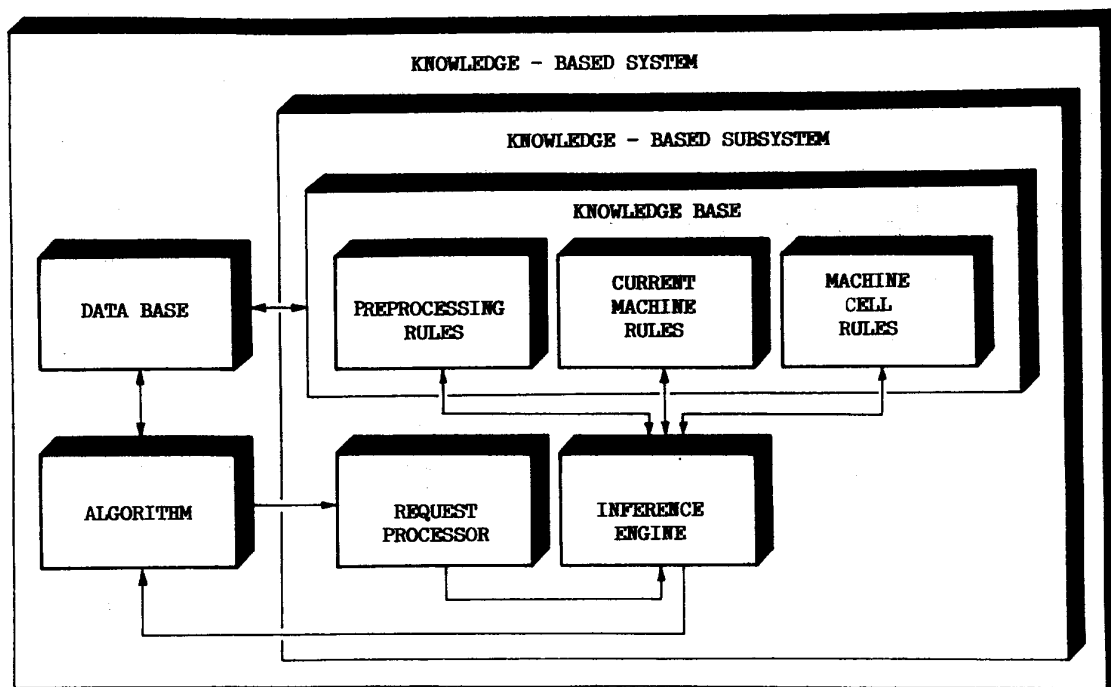 KNOWLEDGE - BASED SYSTEM
KNOWLEDGE - BASED SUBSYSTEM
KNOWLEDGE BASE
DATA BASE
PREPROCESSING
RULES
CURRENT
MACHINE
RULES
MACHINE
CELL
RULES
ALGORITHM
REQUEST
PROCESSOR
INFERENCE
ENGINE